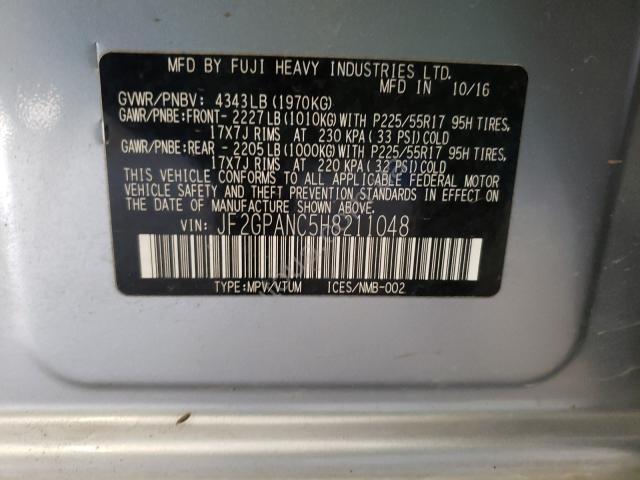 MFD BY FUJI HEAVY INDUSTRIES LTD.
MFD IN 10/16
GVWR/PNBV: 4343LB (1970KG)
GAWR/PNBE:FRONT- 2227LB (1010KG) WITH P225/55R17 95H TIRES,
17X7J RIMS AT 230 KPA (33 PSI) COLD
GAWR/PNBE:REAR - 2205LB (1000KG) WITH P225/55R17 95H TIRES,
17X7J RIMS AT 220 KPA (32 PSI) COLD
THIS VEHICLE CONFORMS TO ALL APPLICABLE FEDERAL MOTOR
VEHICLE SAFETY AND THEFT PREVENTION STANDARDS IN EFFECT
ON THE DATE OF MANUFACTURE SHOWN ABOVE.
VIN: JF2GPANC5H8211048
TYPE:MPV/VTUM ICES/NMB-002